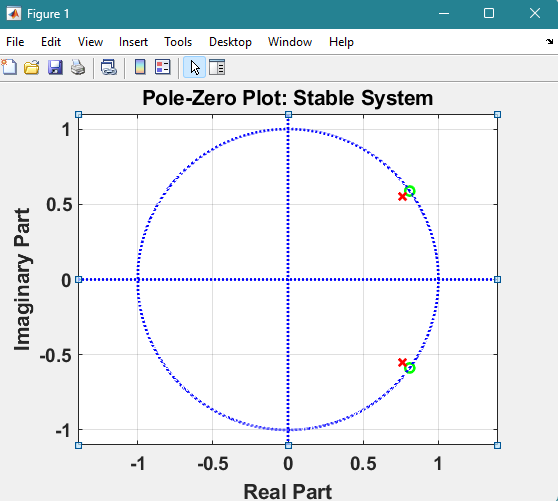 Figure 1
File Edit View Insert Tools Desktop Window Help
Pole-Zero Plot: Stable System
1
0.5
0
-0.5
-1
Imaginary Part
-1 -0.5 0 0.5 1
Real Part